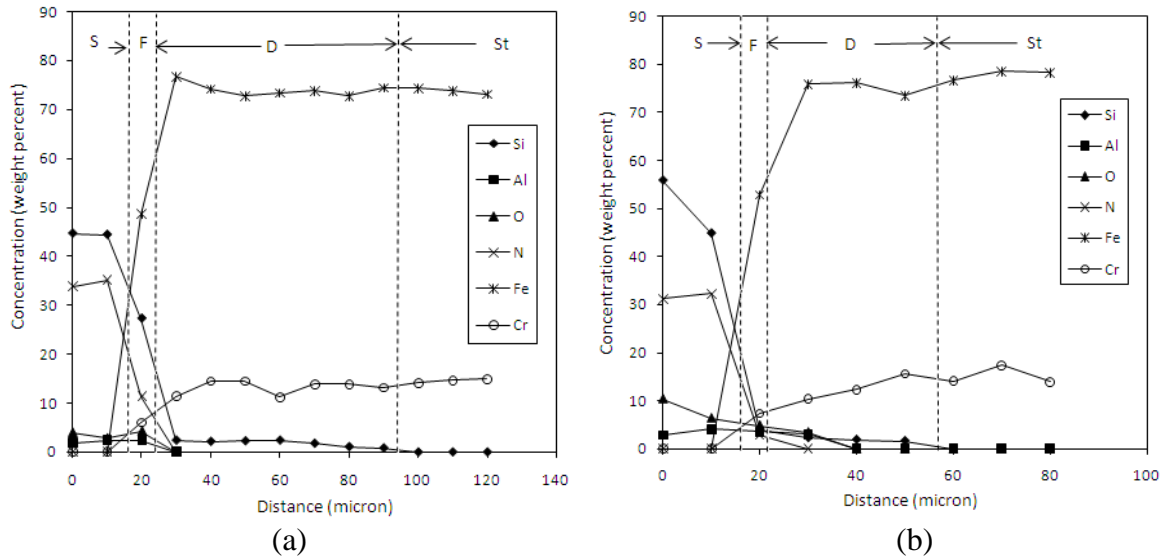 90
80
70
60
50
40
30
20
10
0
Concentration (weight percent)
S F D St
Si
Al
O
N
Fe
Cr
0 20 40 60 80 100 120 140
Distance (micron)
(a)
90
80
70
60
50
40
30
20
10
0
Concentration (weight percent)
S F D St
Si
Al
O
N
Fe
Cr
0 20 40 60 80 100
Distance (micron)
(b)